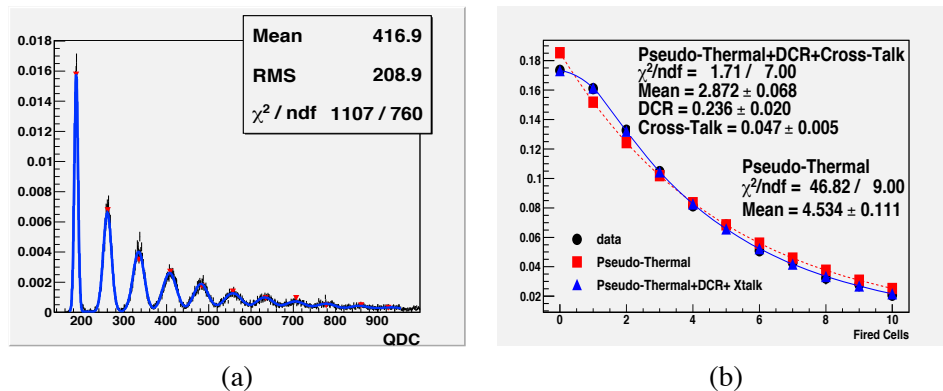 Mean 416.9
RMS 208.9
χ² / ndf 1107 / 760
0.018
0.016
0.014
0.012
0.01
0.008
0.006
0.004
0.002
0
200 300 400 500 600 700 800 900
QDC
(a)
Pseudo-Thermal+DCR+Cross-Talk
χ²/ndf = 1.71 / 7.00
Mean = 2.872 ± 0.068
DCR = 0.236 ± 0.020
Cross-Talk = 0.047 ± 0.005
Pseudo-Thermal
χ²/ndf = 46.82 / 9.00
Mean = 4.534 ± 0.111
data
Pseudo-Thermal
Pseudo-Thermal+DCR+ Xtalk
0.18
0.16
0.14
0.12
0.1
0.08
0.06
0.04
0.02
0 2 4 6 8 10
Fired Cells
(b)